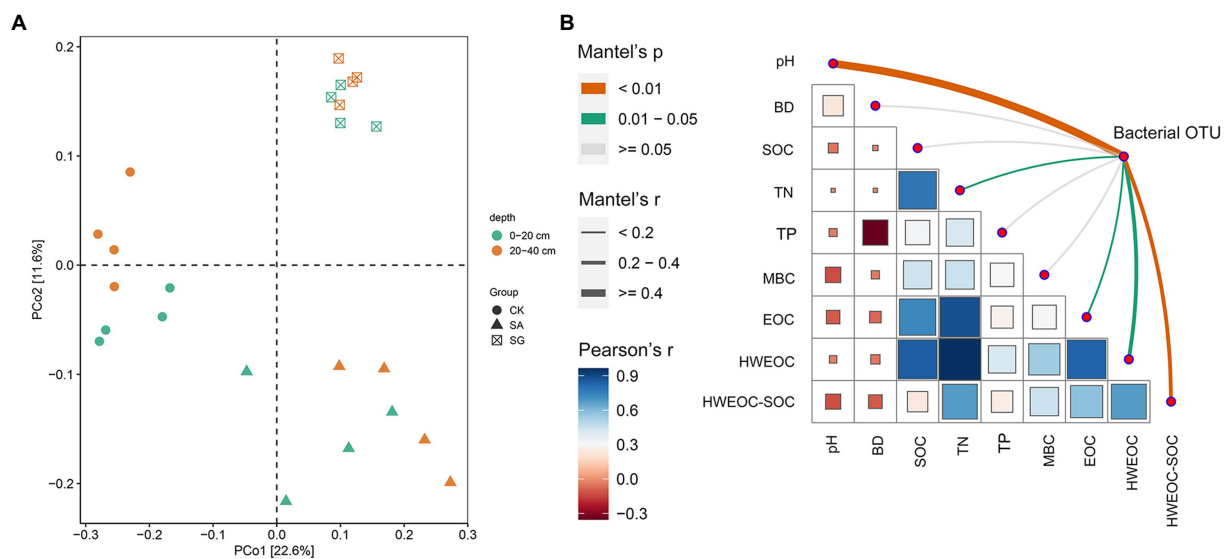 A
PCo2 [11.6%]
0.2
0.1
0.0
−0.1
−0.2
−0.3
−0.2
−0.1
0.0
0.1
0.2
0.3
PCo1 [22.6%]
depth
0−20 cm
20−40 cm
Group
CK
SA
SG
B
Mantel's p
< 0.01
0.01 − 0.05
>= 0.05
Mantel's r
< 0.2
0.2 − 0.4
>= 0.4
Pearson's r
0.9
0.6
0.3
0.0
−0.3
pH
BD
SOC
TN
TP
MBC
EOC
HWEOC
HWEOC-SOC
Bacterial OTU
pH
BD
SOC
TN
TP
MBC
EOC
HWEOC
HWEOC-SOC